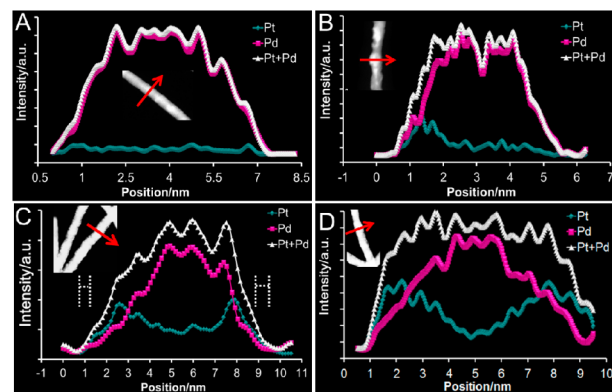 A
Pt
Pd
Pt+Pd
Intensity/a.u.
0.5 2.5 4.5 6.5 8.5
Position/nm
B
Pt
Pd
Pt+Pd
Intensity/a.u.
-1 0 1 2 3 4 5 6 7
Position/nm
C
Pt
Pd
Pt+Pd
Intensity/a.u.
0 1 2 3 4 5 6 7 8 9 10 11
Position/nm
D
Pt
Pd
Pt+Pd
Intensity/a.u.
0 1 2 3 4 5 6 7 8 9 10
Position/nm